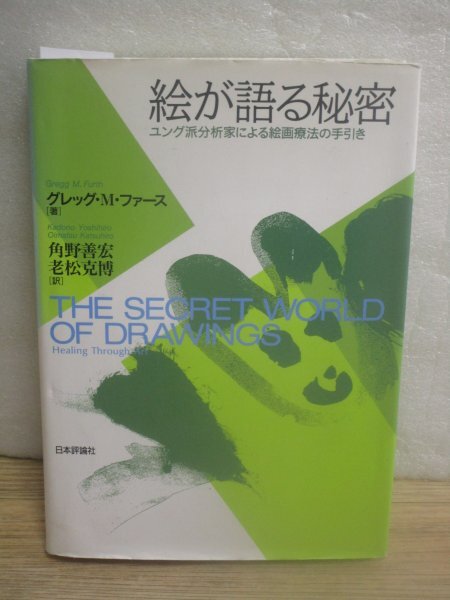 絵が語る秘密
ユング派分析家による絵画療法の手引き
Gregg M. Furth
グレッグ・M・ファース
[著]
Kadono Yoshihiro
Oimatsu Katsuhiro
角野善宏
老松克博
[訳]
THE SECRET WORLD
OF DRAWINGS
Healing Through Art
日本評論社